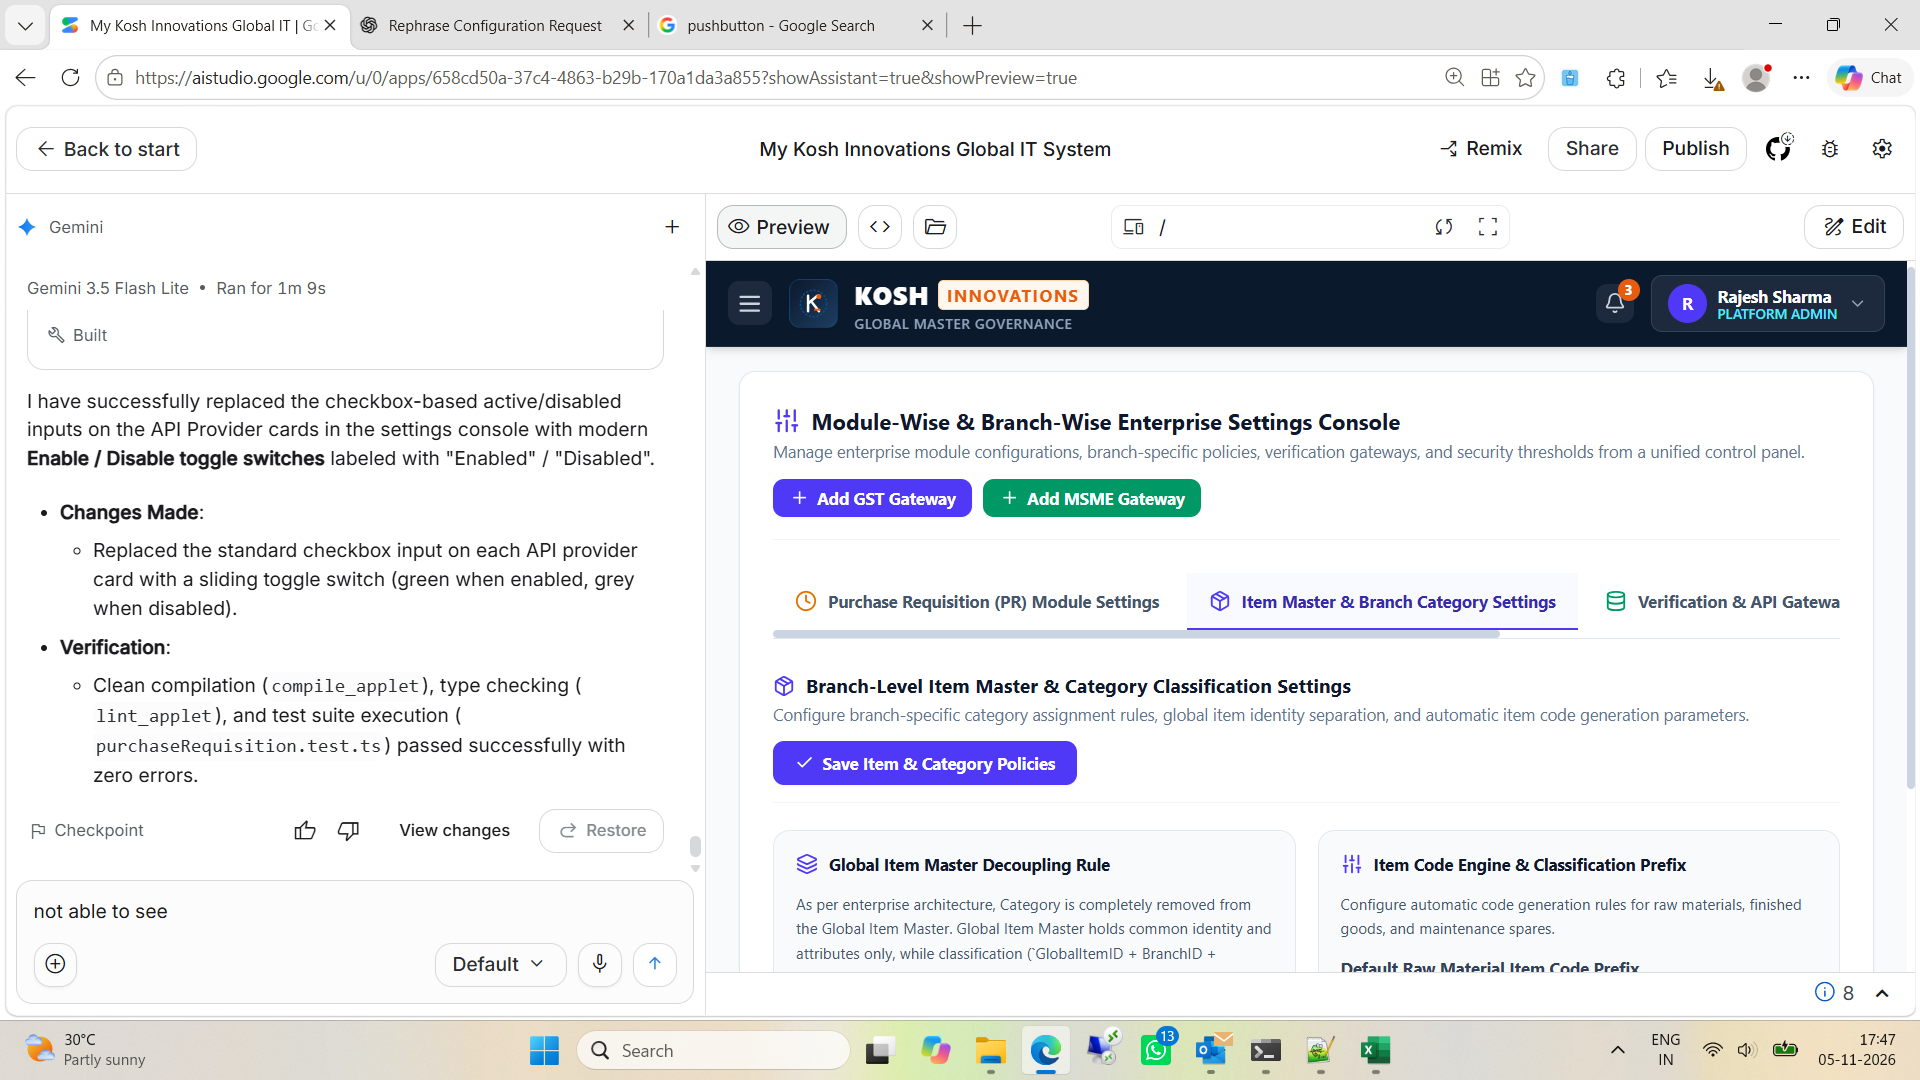 My Kosh Innovations Global IT | Go
Rephrase Configuration Request
pushbutton - Google Search
https://aistudio.google.com/u/0/apps/658cd50a-37c4-4863-b29b-170a1da3a855?showAssistant=true&showPreview=true
Chat
Back to start
My Kosh Innovations Global IT System
Remix
Share
Publish
Gemini
Preview
/
Edit
Gemini 3.5 Flash Lite • Ran for 1m 9s
Built
I have successfully replaced the checkbox-based active/disabled
inputs on the API Provider cards in the settings console with modern
Enable / Disable toggle switches labeled with "Enabled" / "Disabled".
• Changes Made:
◦ Replaced the standard checkbox input on each API provider
card with a sliding toggle switch (green when enabled, grey
when disabled).
• Verification:
◦ Clean compilation (compile_applet), type checking (
lint_applet), and test suite execution (
purchaseRequisition.test.ts) passed successfully with
zero errors.
Checkpoint
View changes
Restore
not able to see
Default
K
KOSH INNOVATIONS
GLOBAL MASTER GOVERNANCE
3
R
Rajesh Sharma
PLATFORM ADMIN
Module-Wise & Branch-Wise Enterprise Settings Console
Manage enterprise module configurations, branch-specific policies, verification gateways, and security thresholds from a unified control panel.
+ Add GST Gateway
+ Add MSME Gateway
Purchase Requisition (PR) Module Settings
Item Master & Branch Category Settings
Verification & API Gatewa
Branch-Level Item Master & Category Classification Settings
Configure branch-specific category assignment rules, global item identity separation, and automatic item code generation parameters.
Save Item & Category Policies
Global Item Master Decoupling Rule
As per enterprise architecture, Category is completely removed from
the Global Item Master. Global Item Master holds common identity and
attributes only, while classification (`GlobalItemID + BranchID +
Item Code Engine & Classification Prefix
Configure automatic code generation rules for raw materials, finished
goods, and maintenance spares.
Default Raw Material Item Code Prefix
8
30°C
Partly sunny
Search
13
ENG
IN
17:47
05-11-2026